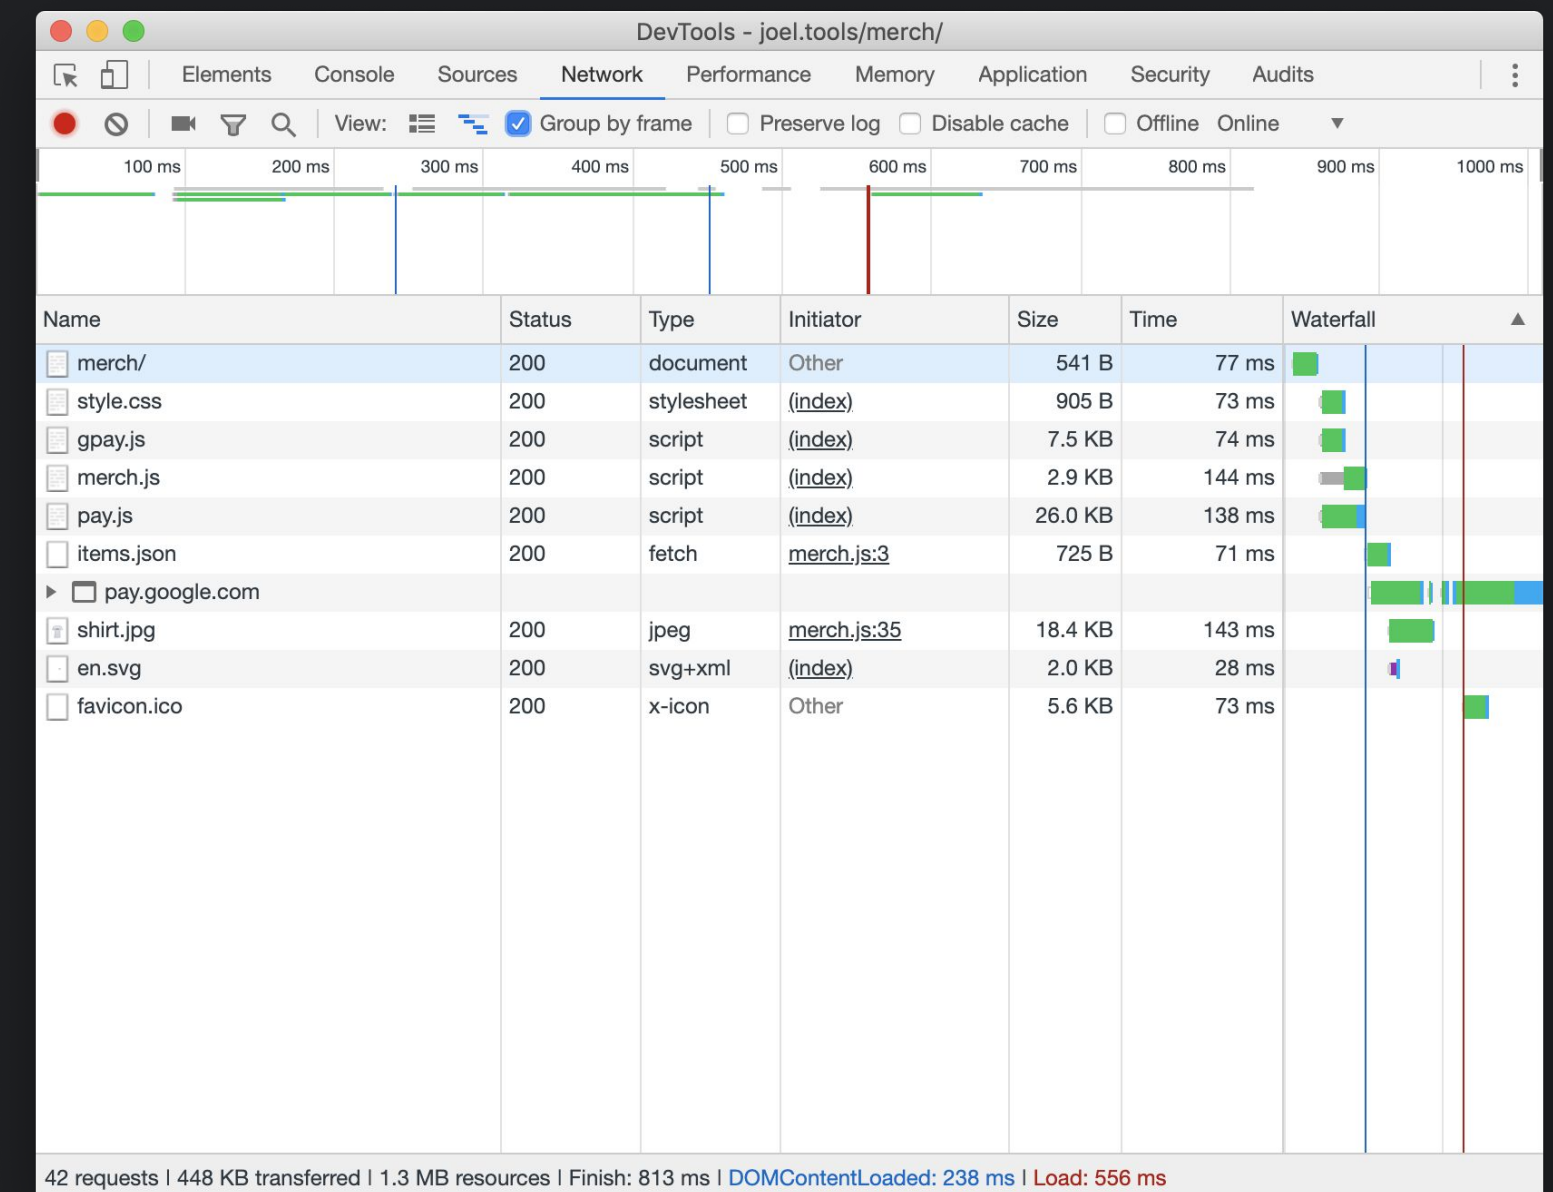 DevTools - joel.tools/merch/
Elements Console Sources Network Performance Memory Application Security Audits
View: Group by frame Preserve log Disable cache Offline Online
100 ms 200 ms 300 ms 400 ms 500 ms 600 ms 700 ms 800 ms 900 ms 1000 ms
Name Status Type Initiator Size Time Waterfall
merch/ 200 document Other 541 B 77 ms
style.css 200 stylesheet (index) 905 B 73 ms
gpay.js 200 script (index) 7.5 KB 74 ms
merch.js 200 script (index) 2.9 KB 144 ms
pay.js 200 script (index) 26.0 KB 138 ms
items.json 200 fetch merch.js:3 725 B 71 ms
pay.google.com
shirt.jpg 200 jpeg merch.js:35 18.4 KB 143 ms
en.svg 200 svg+xml (index) 2.0 KB 28 ms
favicon.ico 200 x-icon Other 5.6 KB 73 ms
42 requests | 448 KB transferred | 1.3 MB resources | Finish: 813 ms | DOMContentLoaded: 238 ms | Load: 556 ms